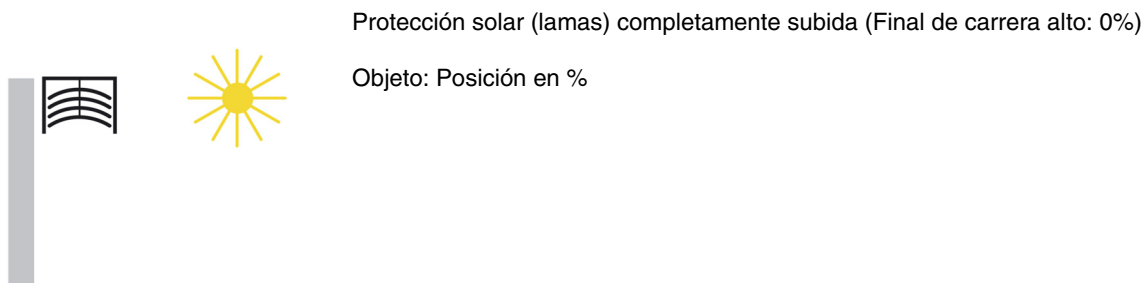 Protección solar (lamas) completamente subida (Final de carrera alto: 0%)
Objeto: Posición en %